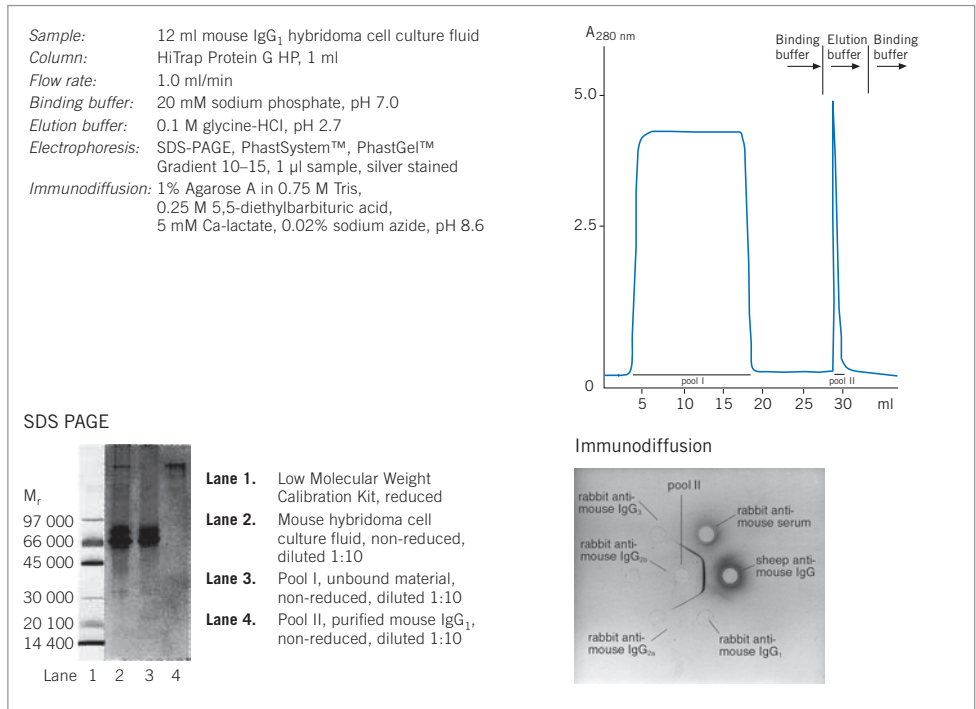 Sample: 12 ml mouse IgG1 hybridoma cell culture fluid
Column: HiTrap Protein G HP, 1 ml
Flow rate: 1.0 ml/min
Binding buffer: 20 mM sodium phosphate, pH 7.0
Elution buffer: 0.1 M glycine-HCI, pH 2.7
Electrophoresis: SDS-PAGE, PhastSystem™, PhastGel™
Gradient 10–15, 1 µl sample, silver stained
Immunodiffusion: 1% Agarose A in 0.75 M Tris,
0.25 M 5,5-diethylbarbituric acid,
5 mM Ca-lactate, 0.02% sodium azide, pH 8.6
A280 nm
Binding buffer
Elution buffer
Binding buffer
5.0
2.5
0
pool I
pool II
5 10 15 20 25 30 ml
SDS PAGE
Mr
97 000
66 000
45 000
30 000
20 100
14 400
Lane 1 2 3 4
Lane 1. Low Molecular Weight
Calibration Kit, reduced
Lane 2. Mouse hybridoma cell
culture fluid, non-reduced,
diluted 1:10
Lane 3. Pool I, unbound material,
non-reduced, diluted 1:10
Lane 4. Pool II, purified mouse IgG1,
non-reduced, diluted 1:10
Immunodiffusion
pool II
rabbit anti-
mouse IgG3
rabbit anti-
mouse serum
rabbit anti-
mouse IgG2b
sheep anti-
mouse IgG
rabbit anti-
mouse IgG2a
rabbit anti-
mouse IgG1